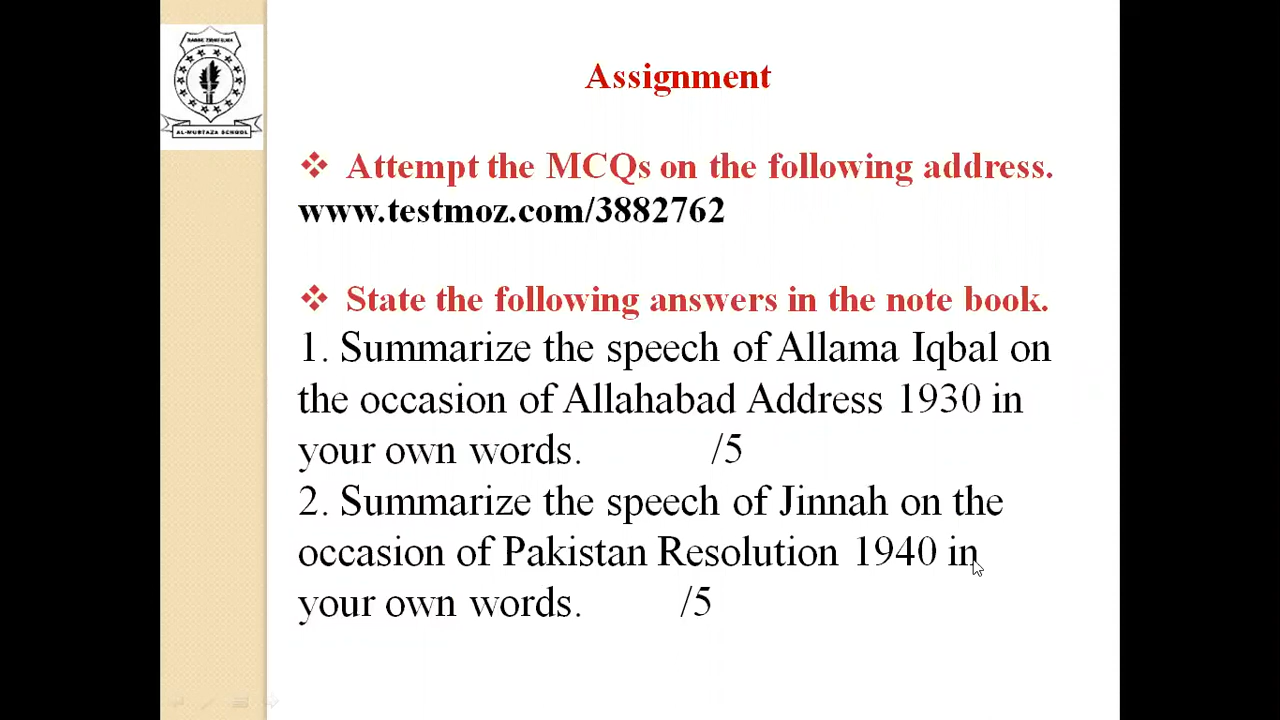 AL-MURTAZA SCHOOL
Assignment
❖ Attempt the MCQs on the following address.
www.testmoz.com/3882762
❖ State the following answers in the note book.
1. Summarize the speech of Allama Iqbal on
the occasion of Allahabad Address 1930 in
your own words. /5
2. Summarize the speech of Jinnah on the
occasion of Pakistan Resolution 1940 in
your own words. /5